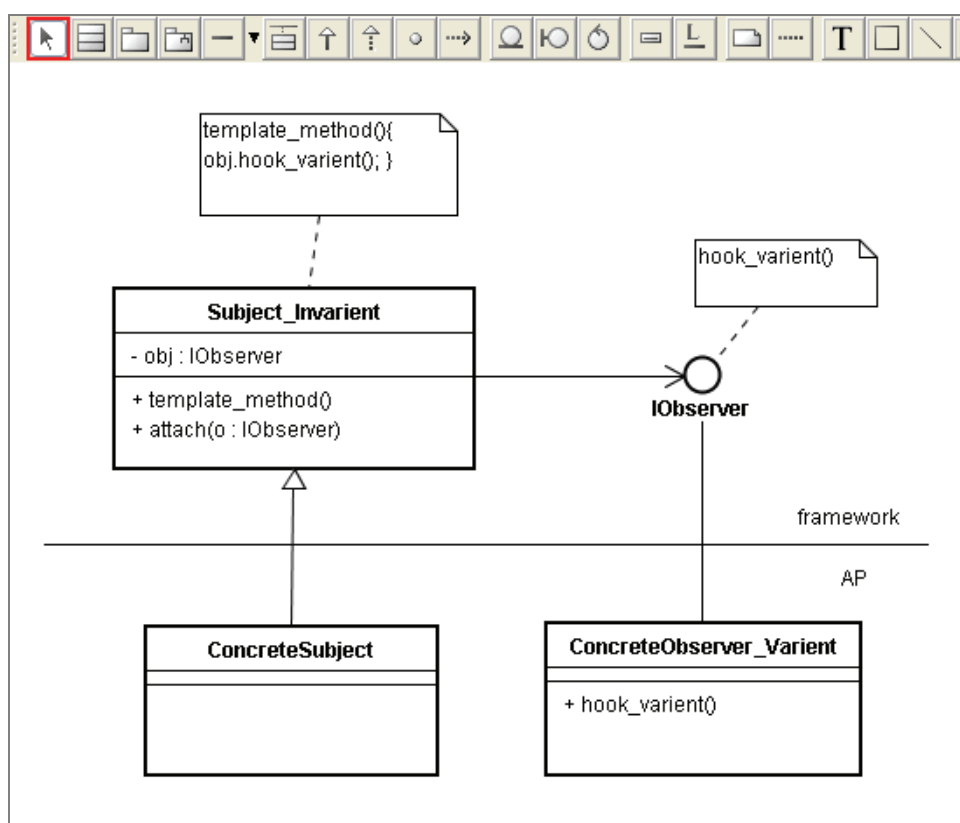 L
T
template_method(){
obj.hook_varient(); }
hook_varient()
Subject_Invarient
- obj : IObserver
+ template_method()
+ attach(o : IObserver)
IObserver
framework
AP
ConcreteSubject
ConcreteObserver_Varient
+ hook_varient()